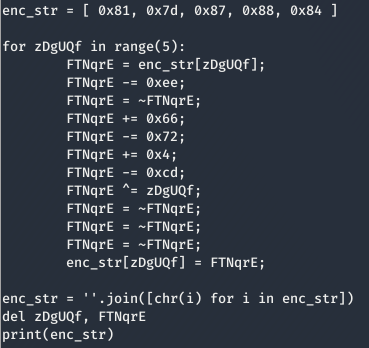 enc_str = [ 0x81, 0x7d, 0x87, 0x88, 0x84 ]

for zDgUQf in range(5):
        FTNqrE = enc_str[zDgUQf];
        FTNqrE -= 0xee;
        FTNqrE = ~FTNqrE;
        FTNqrE += 0x66;
        FTNqrE -= 0x72;
        FTNqrE += 0x4;
        FTNqrE -= 0xcd;
        FTNqrE ^= zDgUQf;
        FTNqrE = ~FTNqrE;
        FTNqrE = ~FTNqrE;
        FTNqrE = ~FTNqrE;
        enc_str[zDgUQf] = FTNqrE;

enc_str = ''.join([chr(i) for i in enc_str])
del zDgUQf, FTNqrE
print(enc_str)